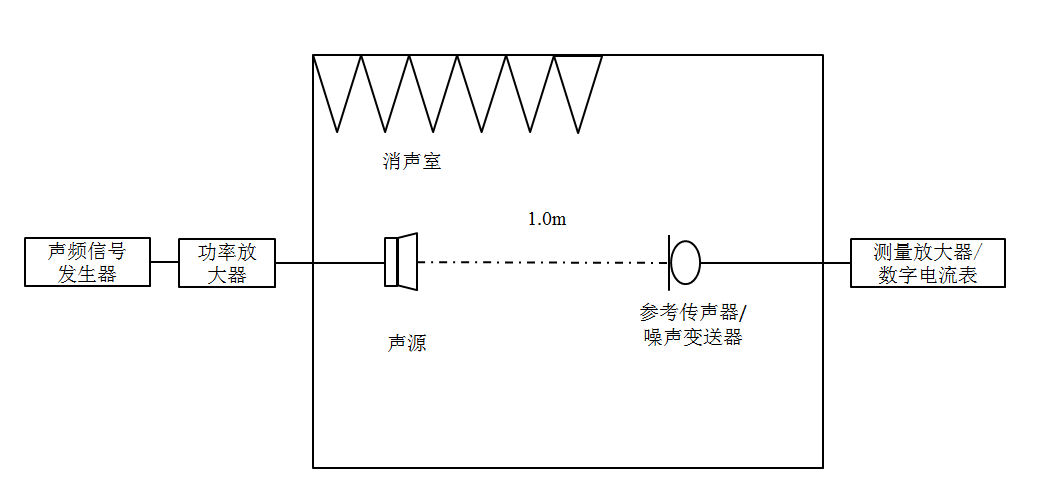 消声室
1.0m
声频信号
发生器
功率放
大器
测量放大器/
数字电流表
参考传声器/
噪声变送器
声源